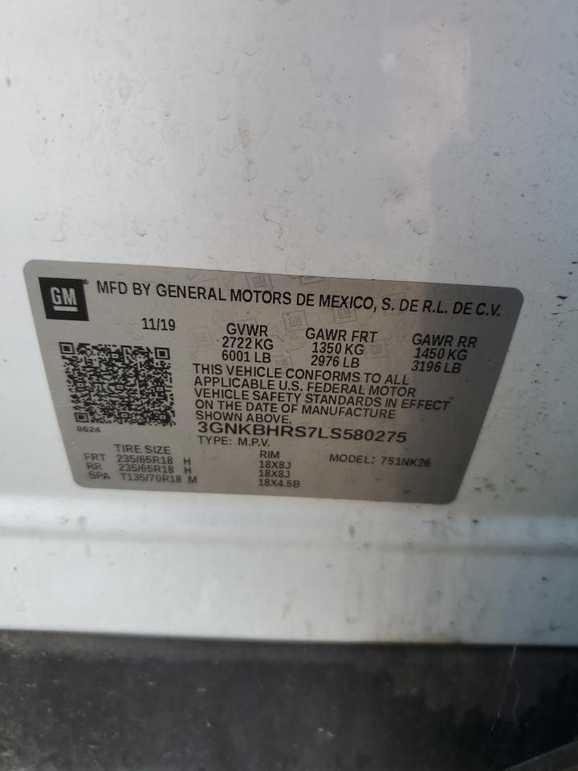 GM
MFD BY GENERAL MOTORS DE MEXICO, S. DE R.L. DE C.V.
11/19 GVWR GAWR FRT GAWR RR
2722 KG 1350 KG 1450 KG
6001 LB 2976 LB 3196 LB
THIS VEHICLE CONFORMS TO ALL
APPLICABLE U.S. FEDERAL MOTOR
VEHICLE SAFETY STANDARDS IN EFFECT
ON THE DATE OF MANUFACTURE
SHOWN ABOVE.
3GNKBHRS7LS580275
TYPE: M.P.V.
MODEL: 751NK26
TIRE SIZE RIM
FRT 235/65R18 H 18X8J
RR 235/65R18 H 18X8J
SPA T135/70R18 M 18X4.5B